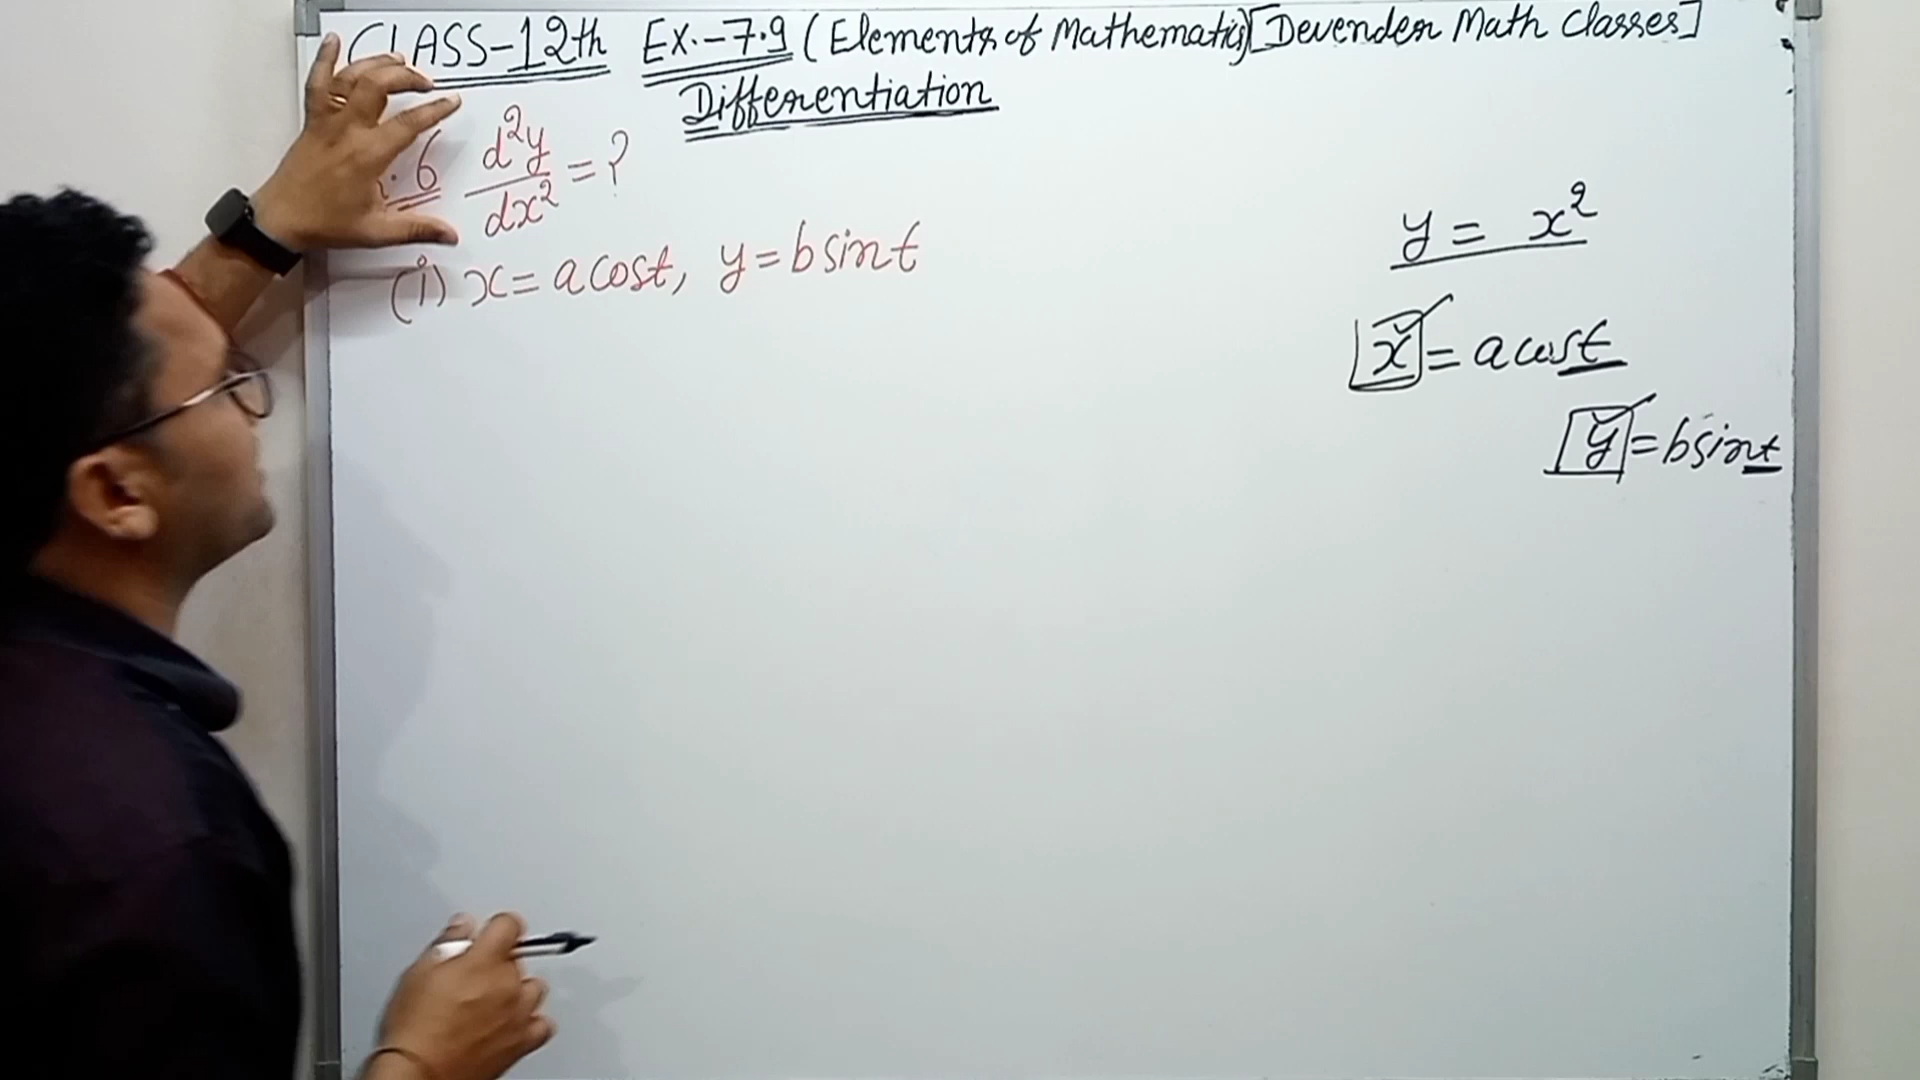 CLASS-12th Ex.-7.9 (Elements of Mathematics) [Devender Math Classes]
Differentiation
. 6 d²y/dx² = ?
(i) x = a cost, y = b sint
y = x²
x = a cost
y = b sint